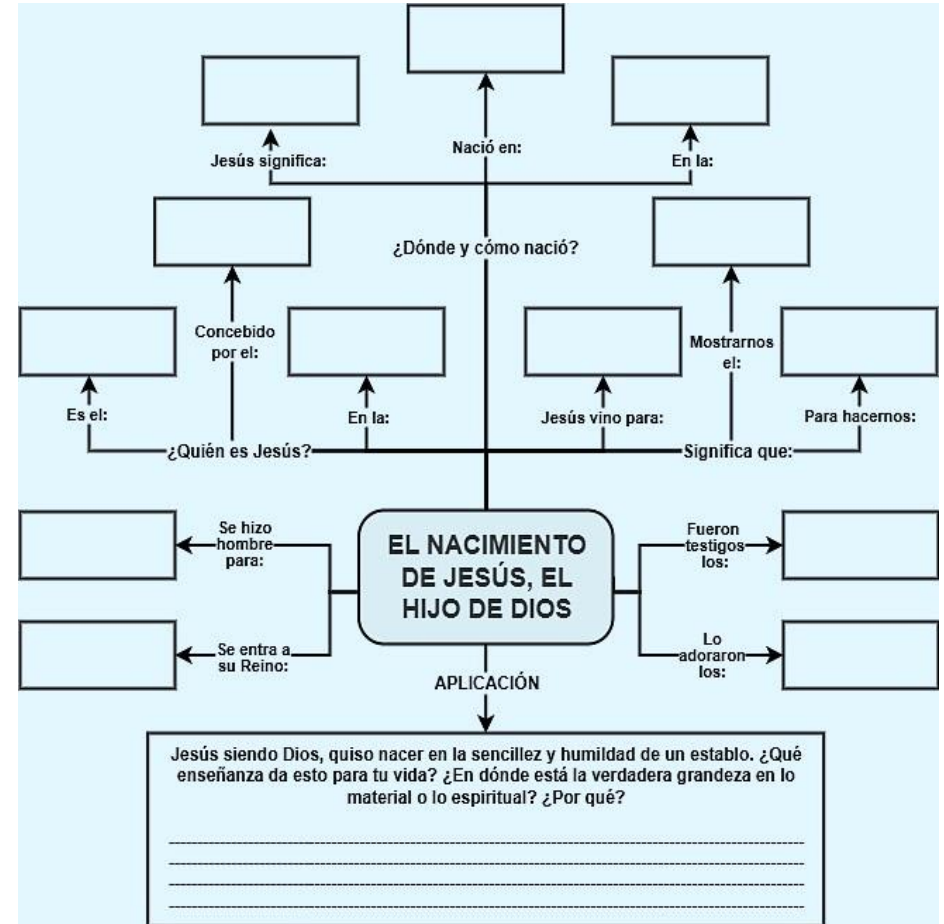 Jesús significa:
Nació en:
En la:
¿Dónde y cómo nació?
Concebido
por el:
Mostrarnos
el:
Es el:
En la:
Jesús vino para:
Para hacernos:
¿Quién es Jesús?
Significa que:
Se hizo
hombre
para:
EL NACIMIENTO
DE JESÚS, EL
HIJO DE DIOS
Fueron
testigos
los:
Se entra a
su Reino:
Lo
adoraron
los:
APLICACIÓN
Jesús siendo Dios, quiso nacer en la sencillez y humildad de un establo. ¿Qué
enseñanza da esto para tu vida? ¿En dónde está la verdadera grandeza en lo
material o lo espiritual? ¿Por qué?